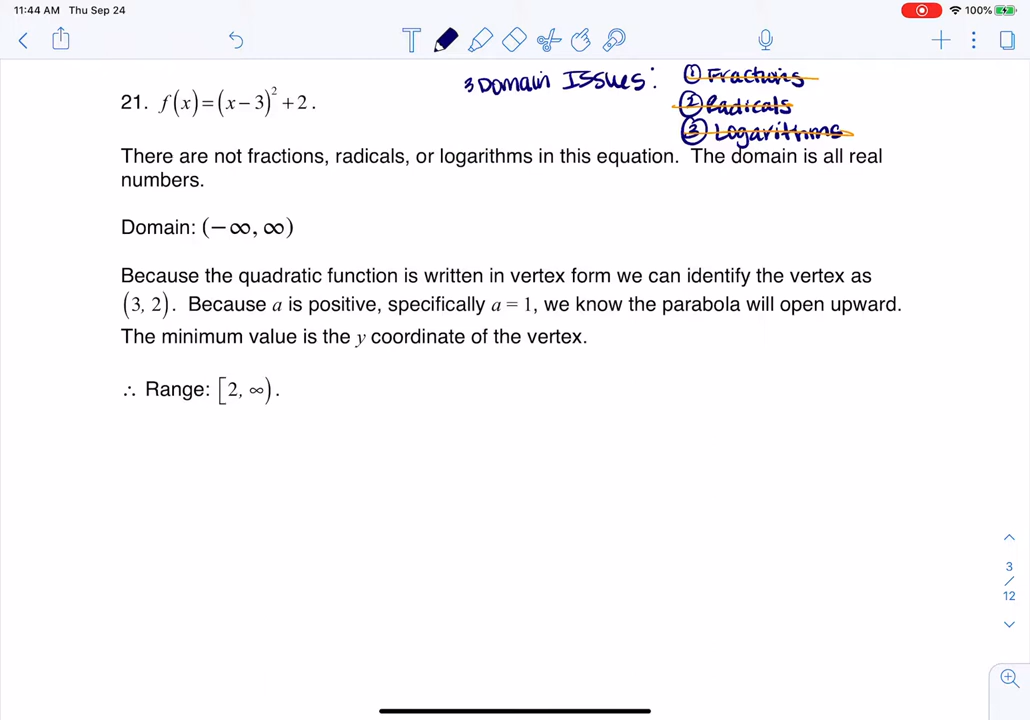 11:44 AM Thu Sep 24
100%
3 Domain Issues:
① Fractions
② Radicals
③ Logarithms
21. f(x)=(x−3)²+2.
There are not fractions, radicals, or logarithms in this equation. The domain is all real
numbers.
Domain: (−∞, ∞)
Because the quadratic function is written in vertex form we can identify the vertex as
(3, 2). Because a is positive, specifically a = 1, we know the parabola will open upward.
The minimum value is the y coordinate of the vertex.
∴ Range: [2, ∞).
3
/
12